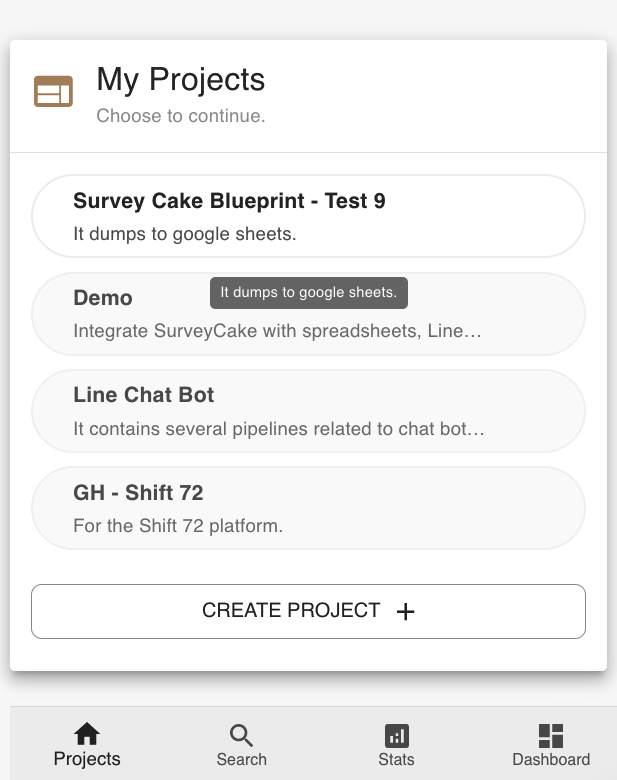 My Projects
Choose to continue.
Survey Cake Blueprint - Test 9
It dumps to google sheets.
Demo
It dumps to google sheets.
Integrate SurveyCake with spreadsheets, Line…
Line Chat Bot
It contains several pipelines related to chat bot…
GH - Shift 72
For the Shift 72 platform.
CREATE PROJECT +
Projects
Search
Stats
Dashboard